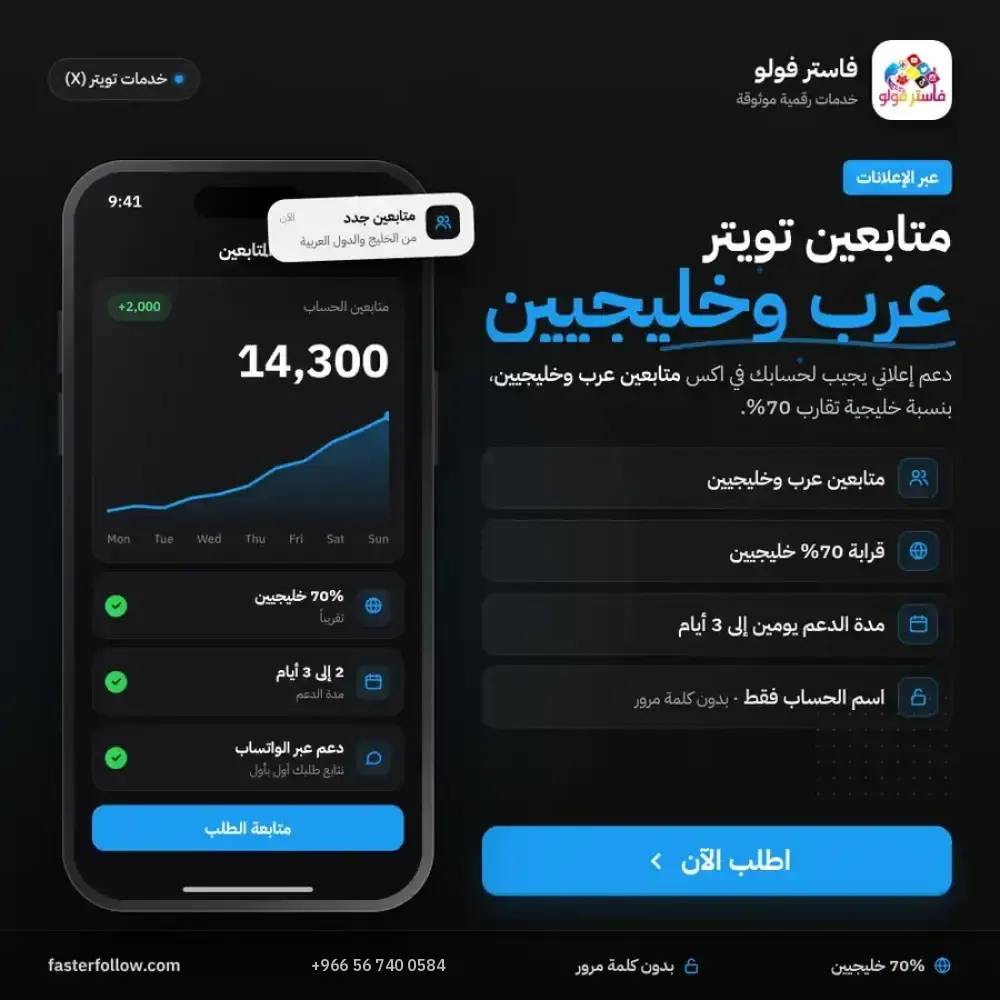 فاستر فولو
خدمات رقمية موثوقة
فاستر فولو
خدمات تويتر (X)
عبر الإعلانات
متابعين تويتر
عرب وخليجيين
دعم إعلاني يجيب لحسابك في اكس متابعين عرب وخليجيين،
بنسبة خليجية تقارب 70%.
متابعين عرب وخليجيين
قرابة 70% خليجيين
مدة الدعم يومين إلى 3 أيام
اسم الحساب فقط · بدون كلمة مرور
اطلب الآن
9:41
متابعين جدد
الآن
من الخليج والدول العربية
المتابعين
متابعين الحساب
+2,000
14,300
Mon Tue Wed Thu Fri Sat Sun
70% خليجيين
تقريباً
2 إلى 3 أيام
مدة الدعم
دعم عبر الواتساب
نتابع طلبك أول بأول
متابعة الطلب
70% خليجيين
بدون كلمة مرور
+966 56 740 0584
fasterfollow.com